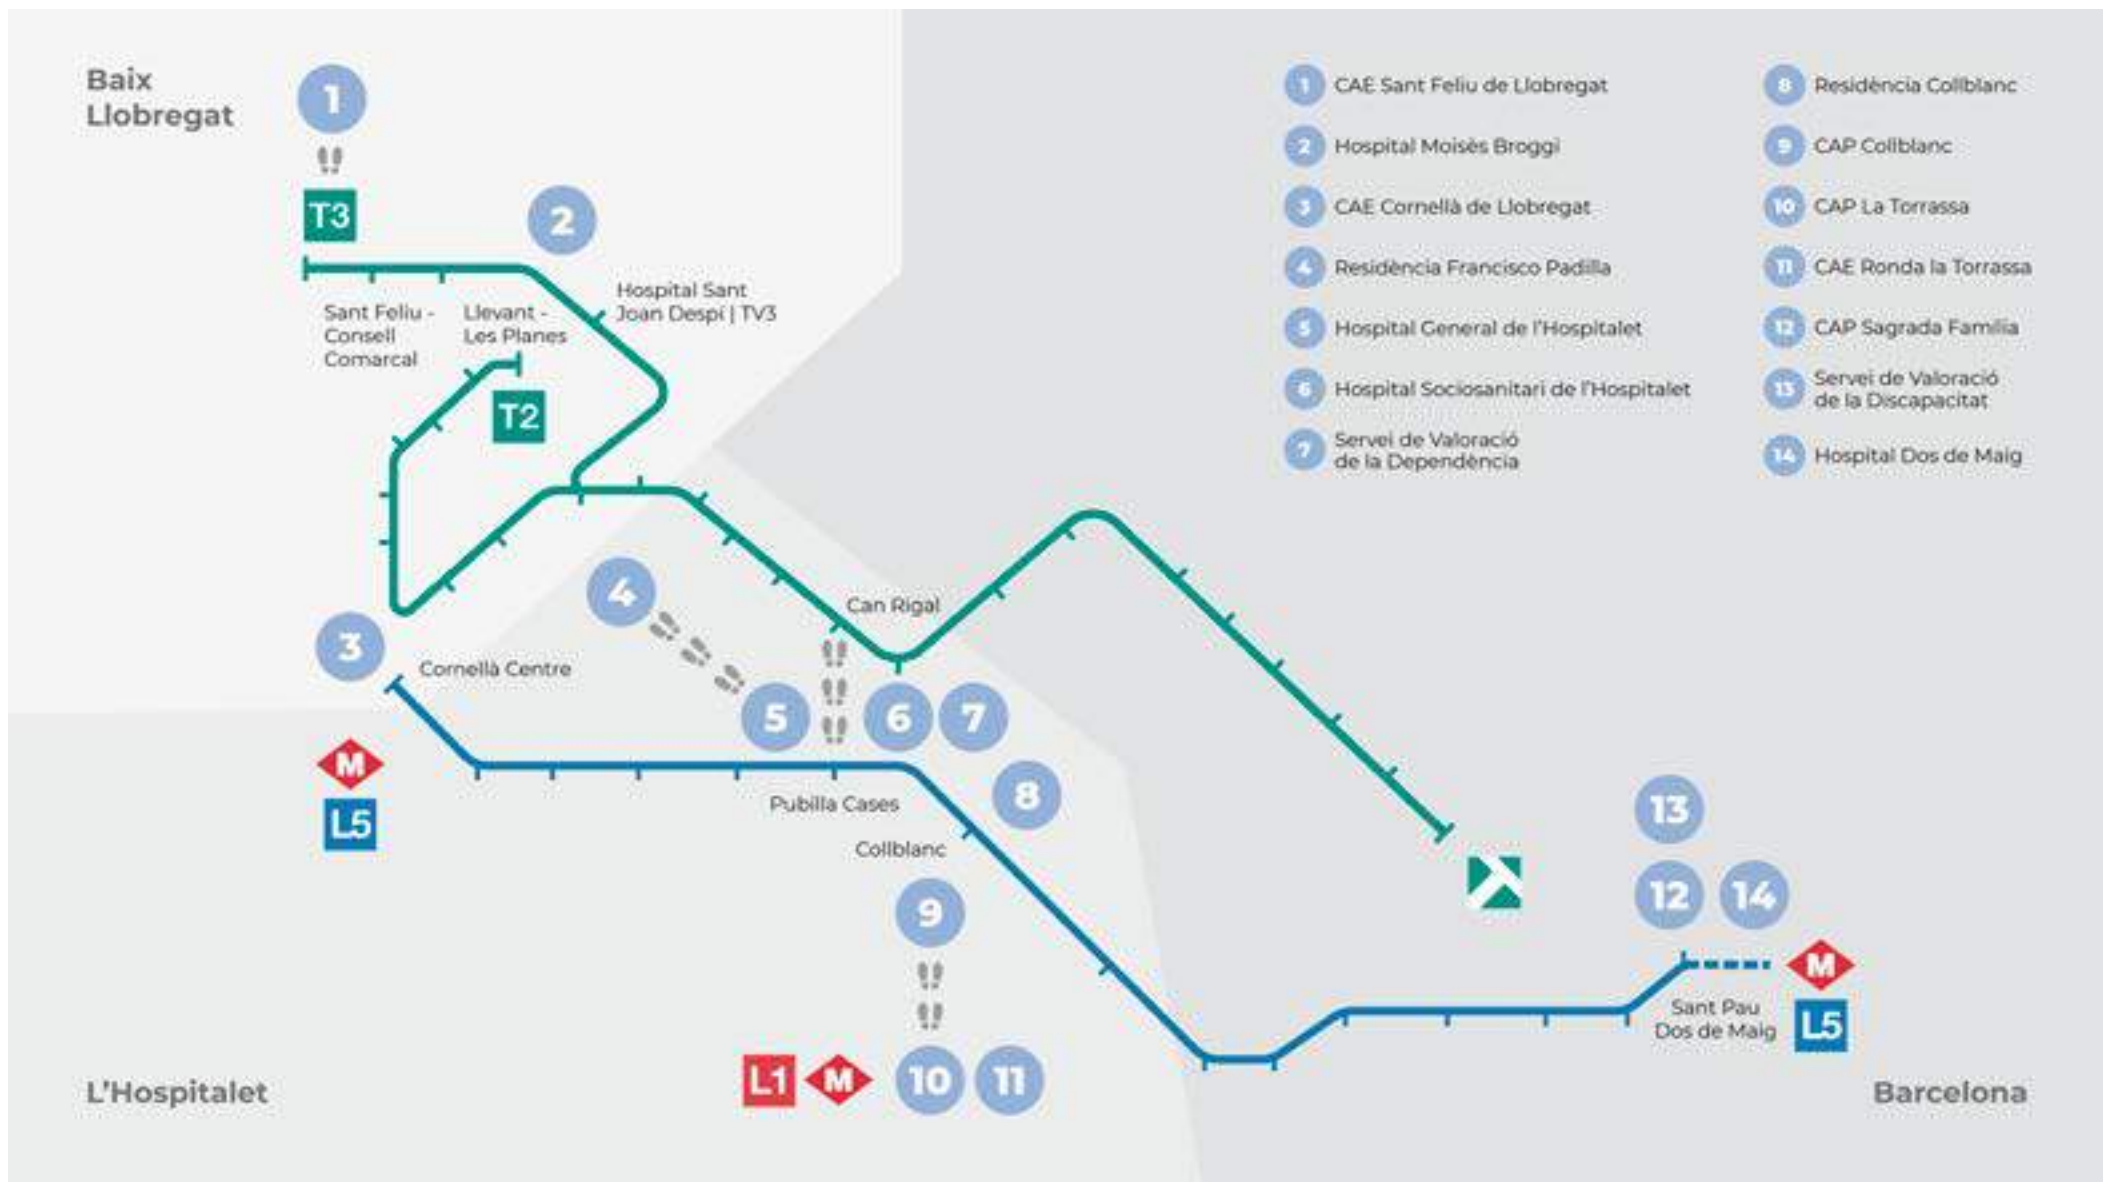 Baix
Llobregat
1
T3
2
Sant Feliu -
Consell
Comarcal
Llevant -
Les Planes
Hospital Sant
Joan Despí | TV3
T2
3
Cornellà Centre
M
L5
4
5
Can Rigal
6
7
Pubilla Cases
8
Collblanc
9
L1
M
10
11
13
12
14
M
L5
Sant Pau
Dos de Maig
L'Hospitalet
Barcelona
1 CAE Sant Feliu de Llobregat
2 Hospital Moisès Broggi
3 CAE Cornellà de Llobregat
4 Residència Francisco Padilla
5 Hospital General de l'Hospitalet
6 Hospital Sociosanitari de l'Hospitalet
7 Servei de Valoració
de la Dependència
8 Residència Collblanc
9 CAP Collblanc
10 CAP La Torrassa
11 CAE Ronda la Torrassa
12 CAP Sagrada Família
13 Servei de Valoració
de la Discapacitat
14 Hospital Dos de Maig